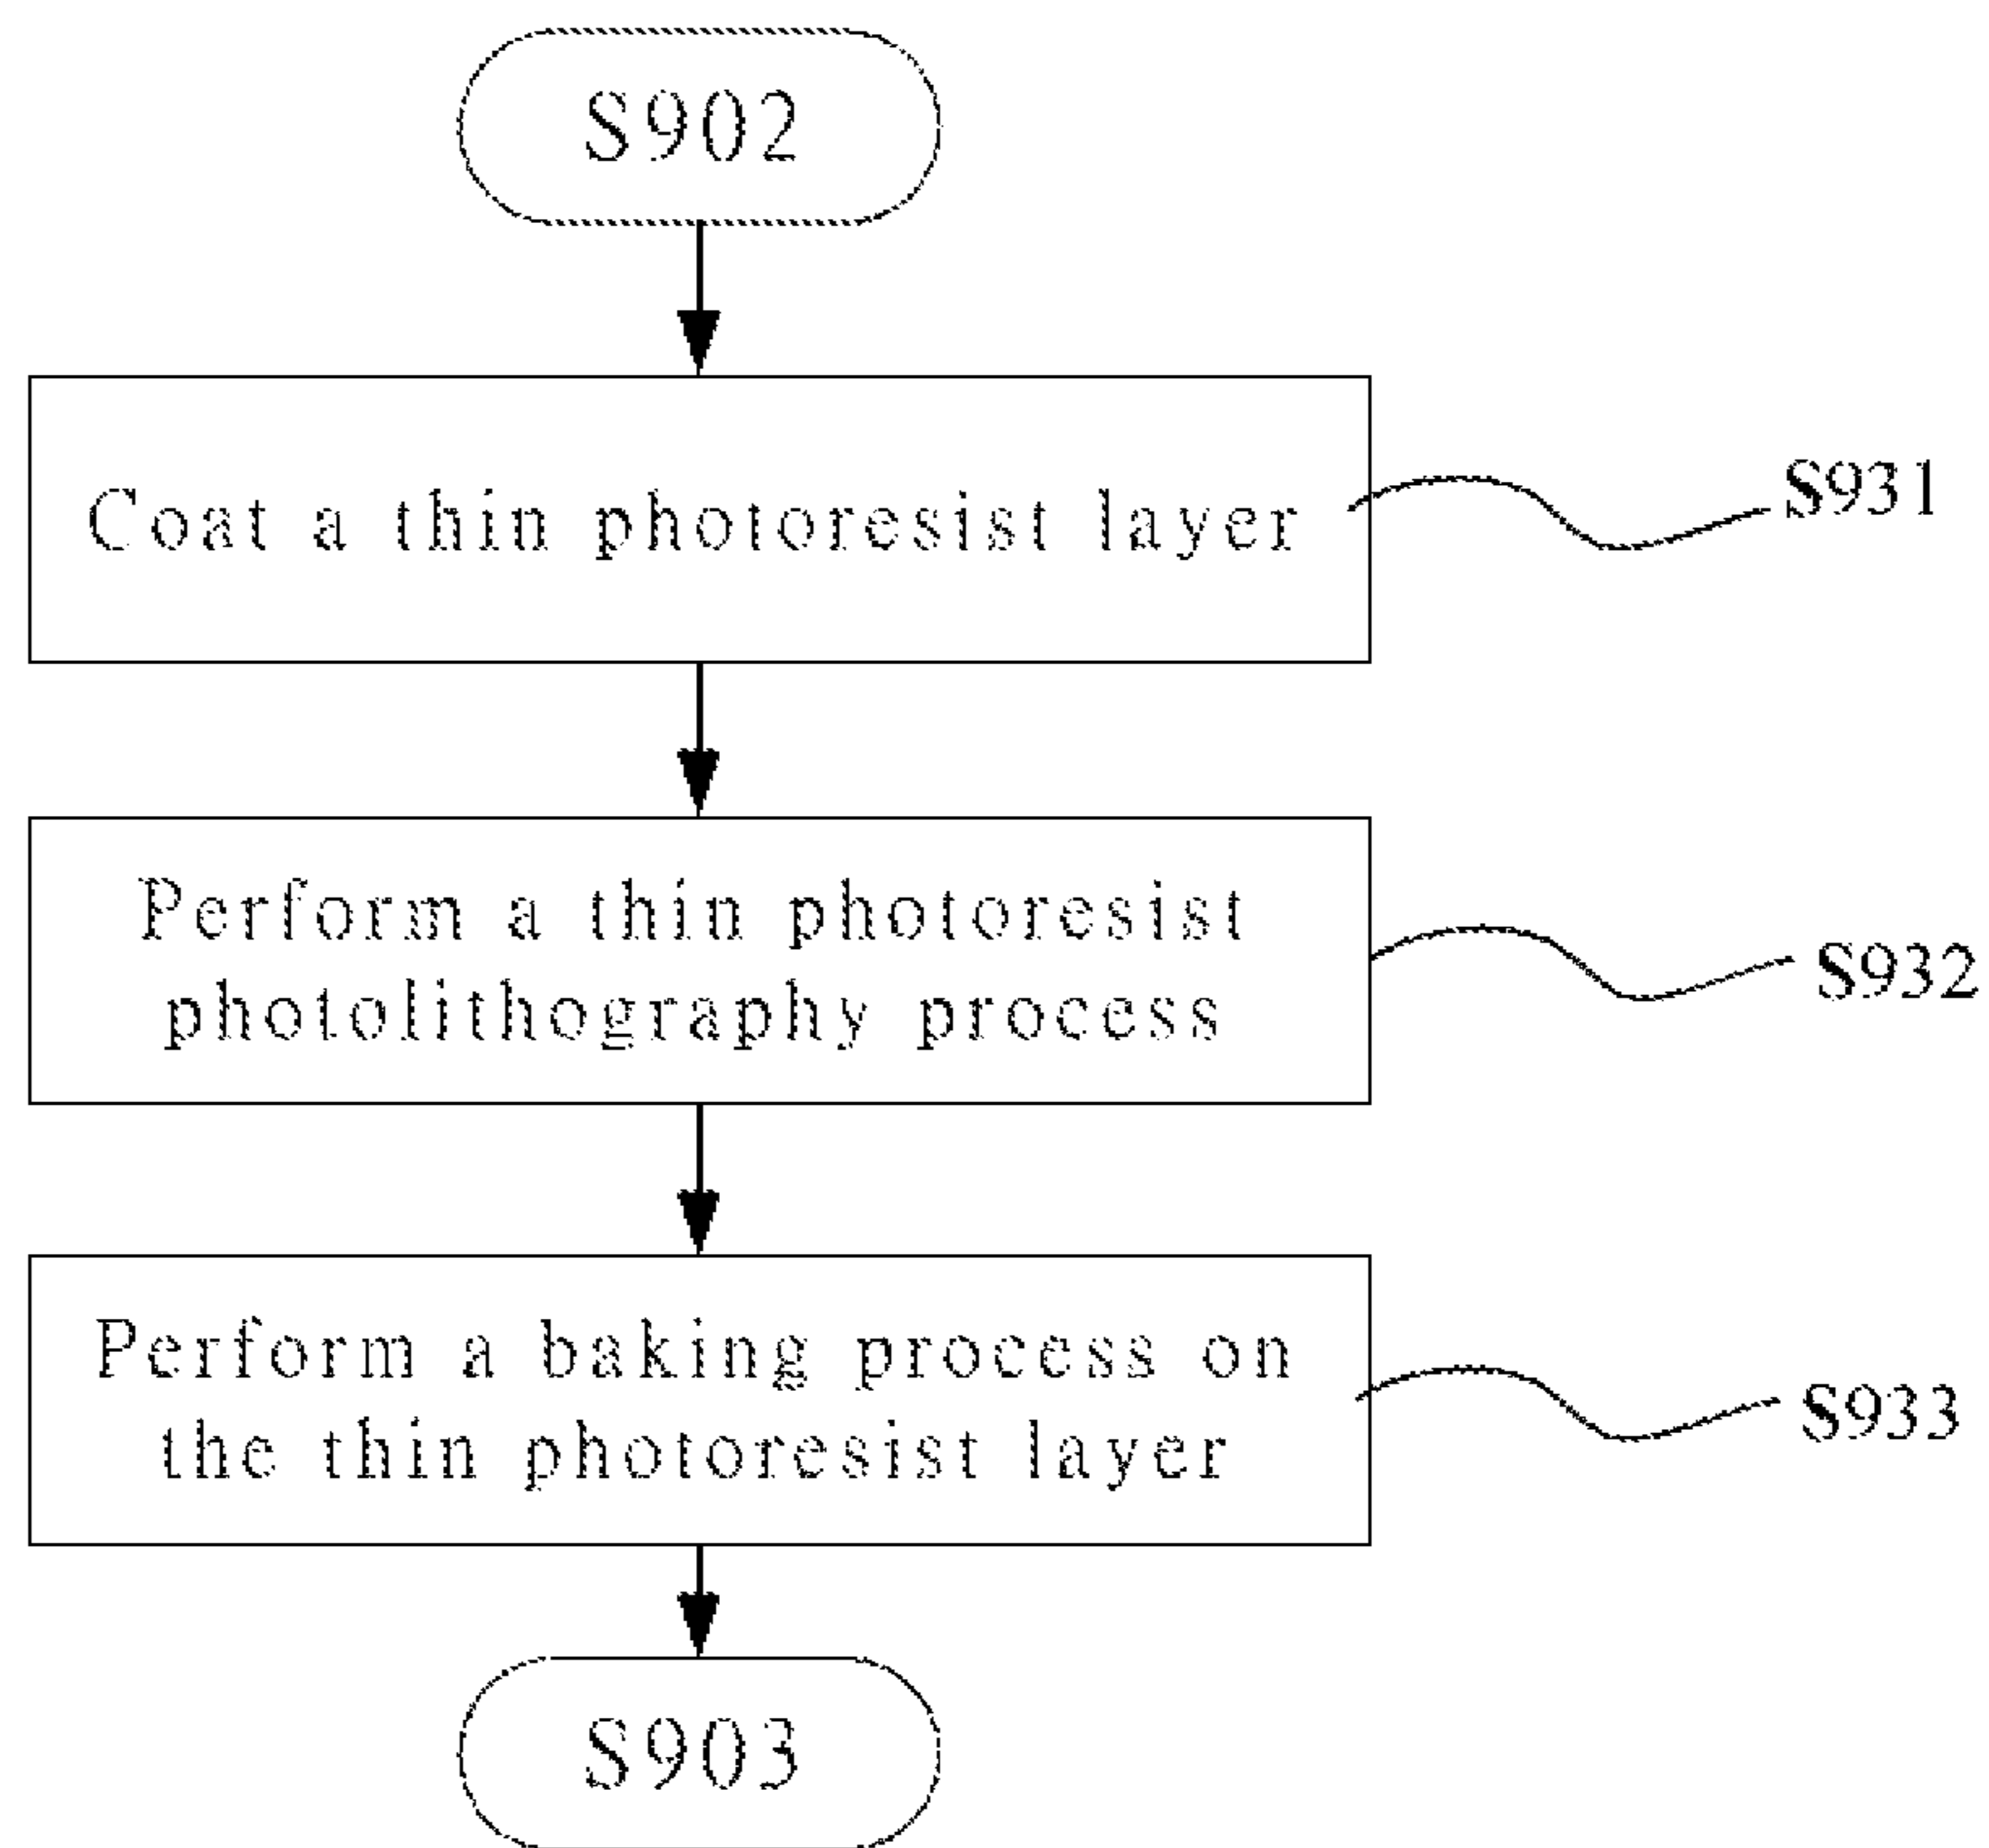 S902
Coat a thin photoresist layer
S931
Perform a thin photoresist
photolithography process
S932
Perform a baking process on
the thin photoresist layer
S933
S903